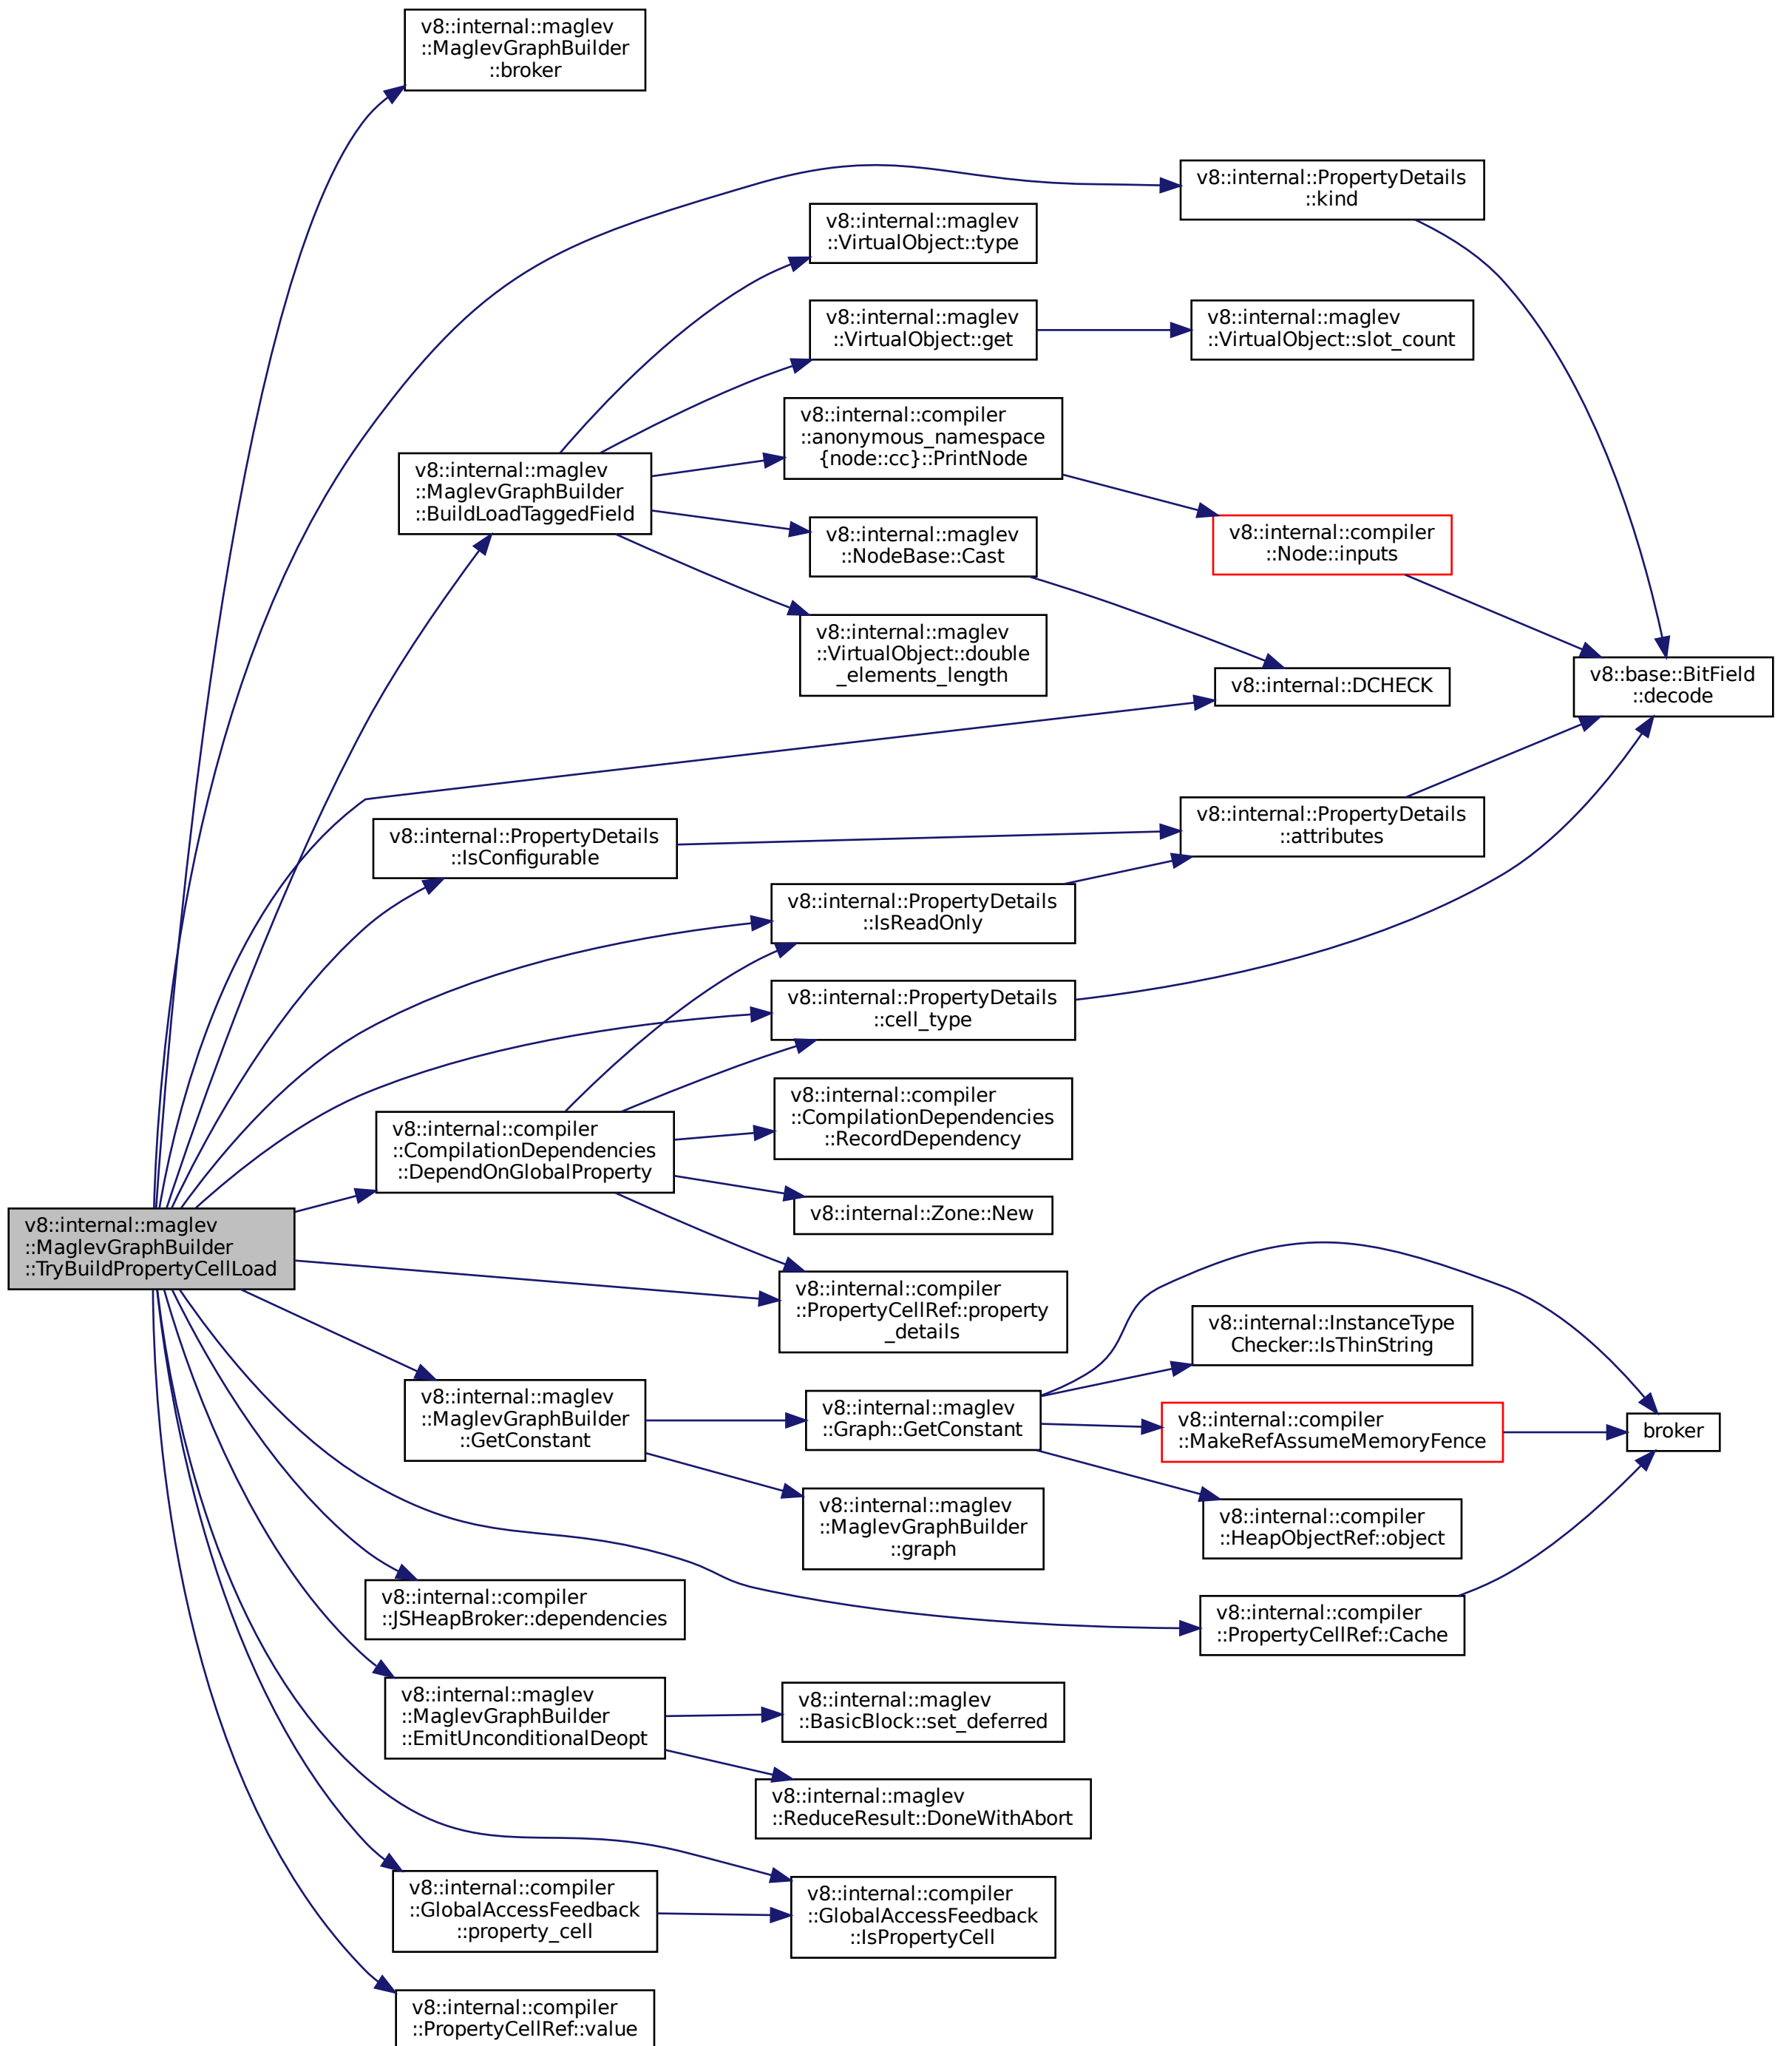 v8::internal::maglev
::MaglevGraphBuilder
::broker
v8::internal::PropertyDetails
::kind
v8::internal::maglev
::VirtualObject::type
v8::internal::maglev
::VirtualObject::get
v8::internal::maglev
::VirtualObject::slot_count
v8::internal::compiler
::anonymous_namespace
{node::cc}::PrintNode
v8::internal::maglev
::MaglevGraphBuilder
::BuildLoadTaggedField
v8::internal::maglev
::NodeBase::Cast
v8::internal::compiler
::Node::inputs
v8::internal::maglev
::VirtualObject::double
_elements_length
v8::internal::DCHECK
v8::base::BitField
::decode
v8::internal::PropertyDetails
::IsConfigurable
v8::internal::PropertyDetails
::attributes
v8::internal::PropertyDetails
::IsReadOnly
v8::internal::PropertyDetails
::cell_type
v8::internal::compiler
::CompilationDependencies
::RecordDependency
v8::internal::compiler
::CompilationDependencies
::DependOnGlobalProperty
v8::internal::Zone::New
v8::internal::maglev
::MaglevGraphBuilder
::TryBuildPropertyCellLoad
v8::internal::compiler
::PropertyCellRef::property
_details
v8::internal::InstanceType
Checker::IsThinString
v8::internal::maglev
::MaglevGraphBuilder
::GetConstant
v8::internal::maglev
::Graph::GetConstant
v8::internal::compiler
::MakeRefAssumeMemoryFence
broker
v8::internal::maglev
::MaglevGraphBuilder
::graph
v8::internal::compiler
::HeapObjectRef::object
v8::internal::compiler
::JSHeapBroker::dependencies
v8::internal::compiler
::PropertyCellRef::Cache
v8::internal::maglev
::MaglevGraphBuilder
::EmitUnconditionalDeopt
v8::internal::maglev
::BasicBlock::set_deferred
v8::internal::maglev
::ReduceResult::DoneWithAbort
v8::internal::compiler
::GlobalAccessFeedback
::property_cell
v8::internal::compiler
::GlobalAccessFeedback
::IsPropertyCell
v8::internal::compiler
::PropertyCellRef::value